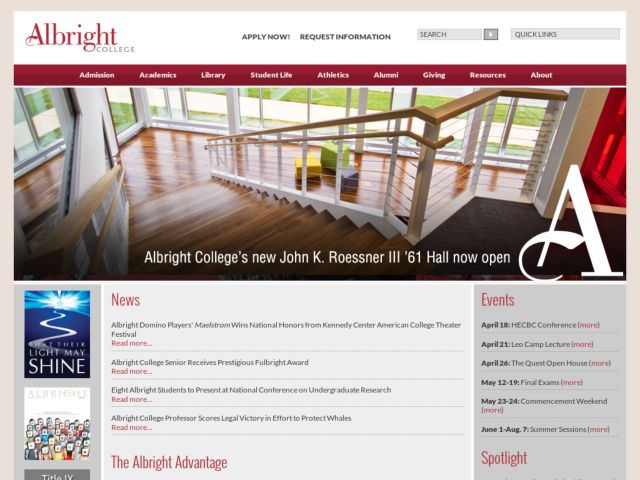 Albright
COLLEGE
APPLY NOW! REQUEST INFORMATION
SEARCH
QUICK LINKS
Admission Academics Library Student Life Athletics Alumni Giving Resources About
Albright College's new John K. Roessner III '61 Hall now open
A
THAT THEIR
LIGHT MAY
SHINE
ALBRIGHT
Title IX
News
Albright Domino Players' Maelstrom Wins National Honors from Kennedy Center American College Theater
Festival
Read more...
Albright College Senior Receives Prestigious Fulbright Award
Read more...
Eight Albright Students to Present at National Conference on Undergraduate Research
Read more...
Albright College Professor Scores Legal Victory in Effort to Protect Whales
Read more...
The Albright Advantage
Events
April 18: HECBC Conference (more)
April 21: Leo Camp Lecture (more)
April 26: The Quest Open House (more)
May 12-19: Final Exams (more)
May 23-24: Commencement Weekend
(more)
June 1-Aug. 7: Summer Sessions (more)
Spotlight